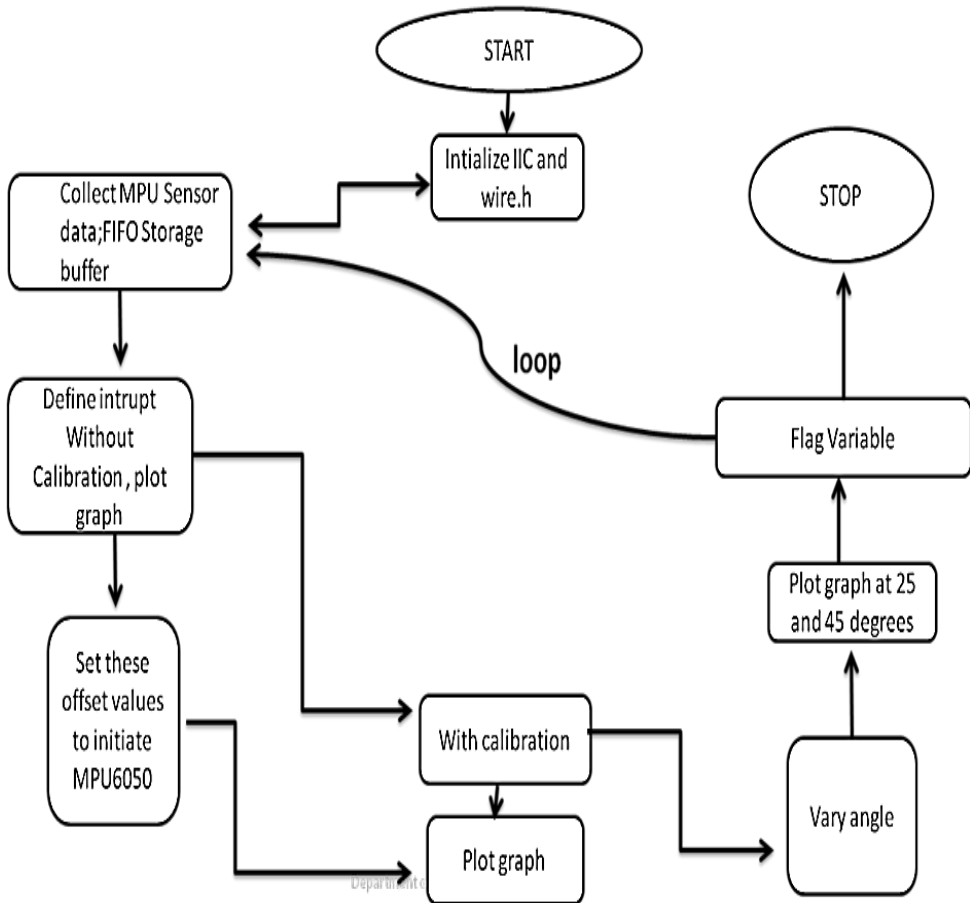 START
Intialize IIC and
wire.h
Collect MPU Sensor
data;FIFO Storage
buffer
Define intrupt
Without
Calibration , plot
graph
Set these
offset values
to initiate
MPU6050
With calibration
Plot graph
Vary angle
Plot graph at 25
and 45 degrees
Flag Variable
loop
STOP